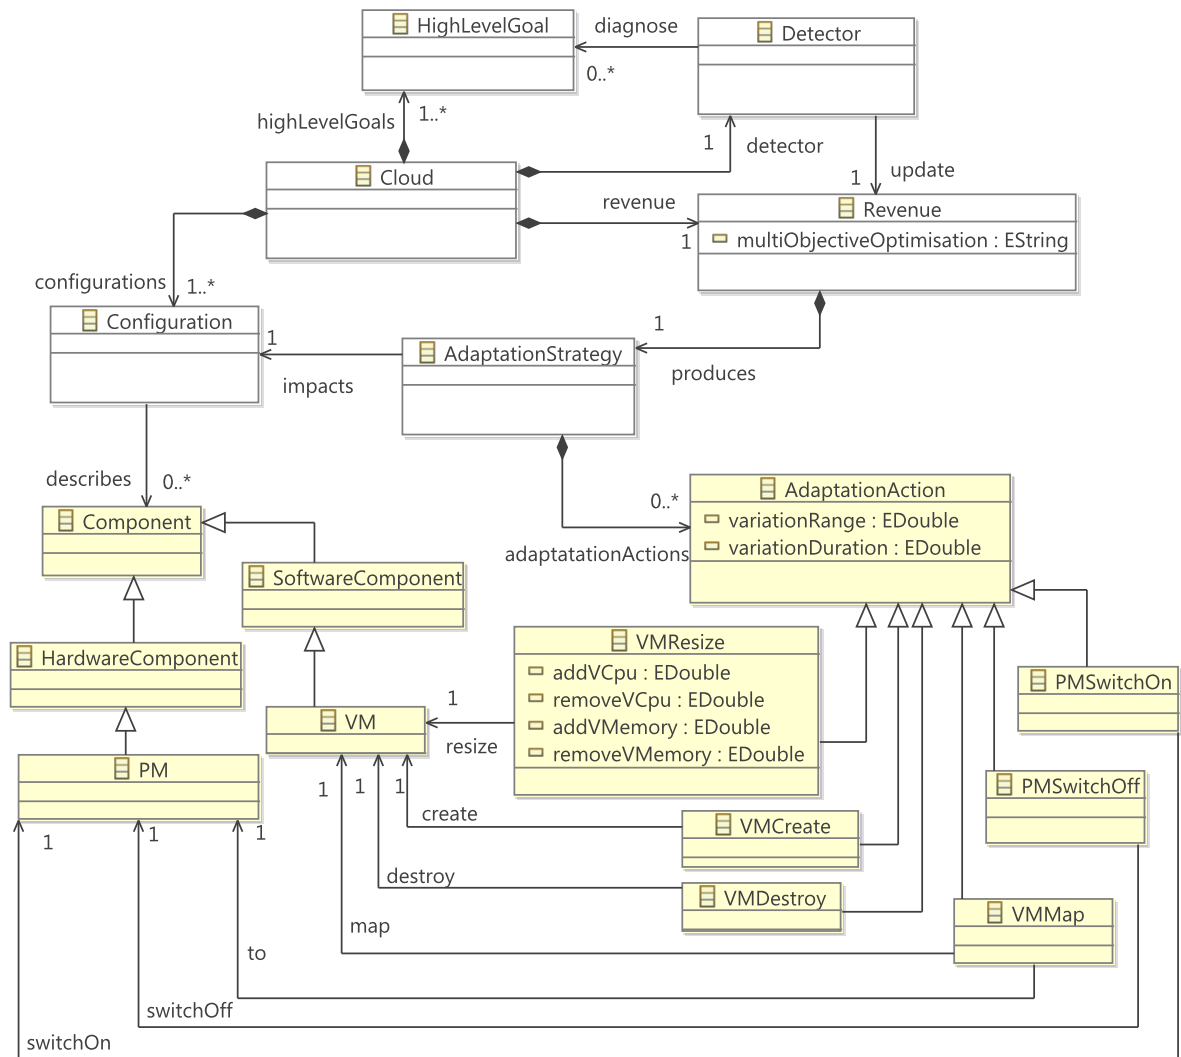 HighLevelGoal
diagnose
Detector
0..*
1..*
highLevelGoals
1
detector
Cloud
update
1
revenue
Revenue
1
multiObjectiveOptimisation : EString
configurations
1..*
Configuration
1
1
AdaptationStrategy
impacts
produces
describes
0..*
AdaptationAction
0..*
variationRange : EDouble
Component
variationDuration : EDouble
adaptatationActions
SoftwareComponent
VMResize
HardwareComponent
addVCpu : EDouble
PMSwitchOn
removeVCpu : EDouble
1
VM
addVMemory : EDouble
resize
removeVMemory : EDouble
PM
PMSwitchOff
1
1
1
create
VMCreate
1
1
1
destroy
VMDestroy
VMMap
map
to
switchOff
switchOn